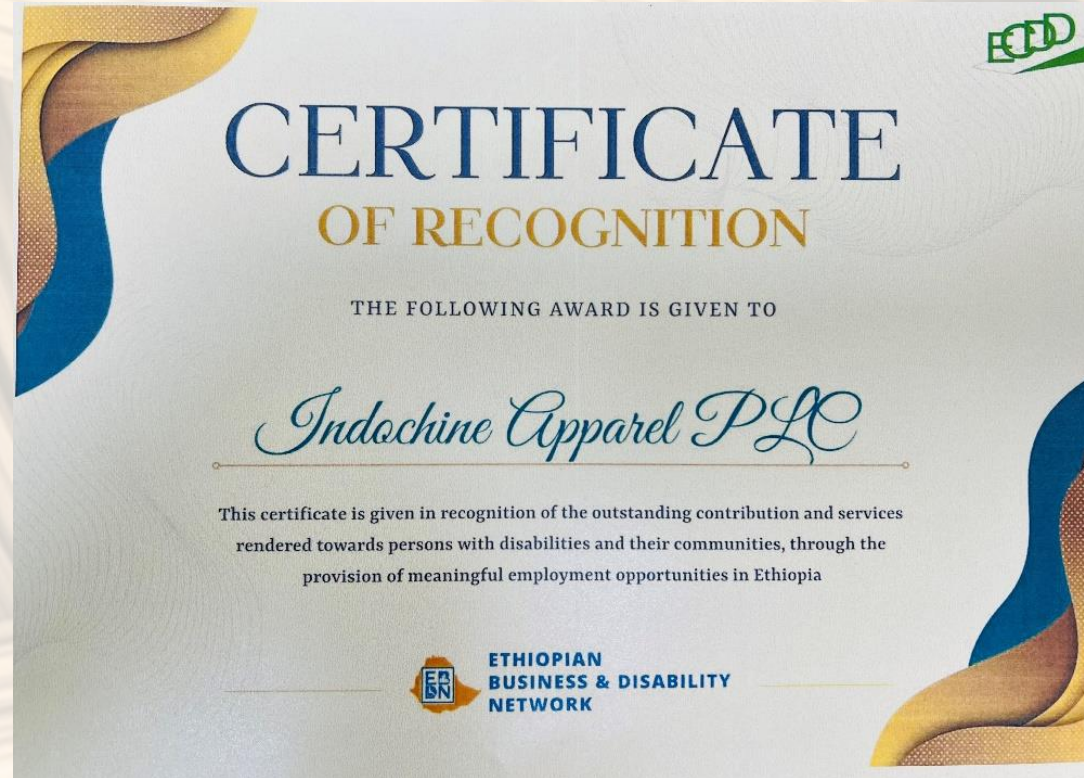 ECDD
CERTIFICATE
OF RECOGNITION
THE FOLLOWING AWARD IS GIVEN TO
Indochine Apparel PLC
This certificate is given in recognition of the outstanding contribution and services
rendered towards persons with disabilities and their communities, through the
provision of meaningful employment opportunities in Ethiopia
EB
DN
ETHIOPIAN
BUSINESS & DISABILITY
NETWORK